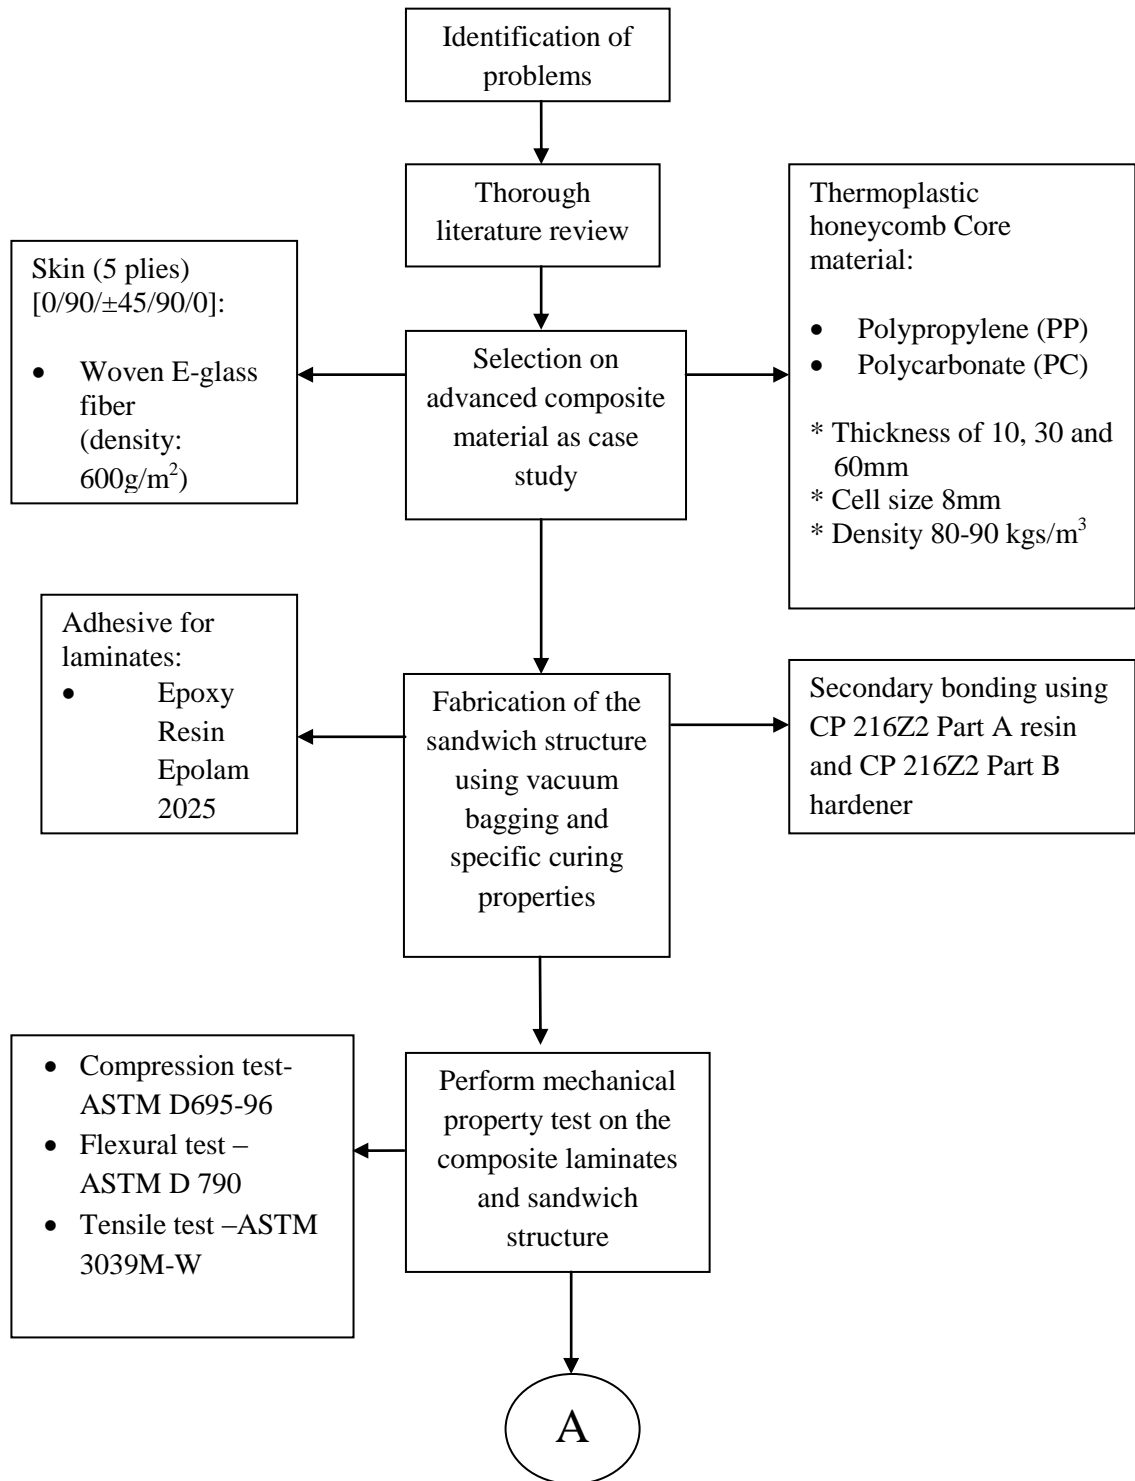 Identification of
problems
Thorough
literature review
Thermoplastic
honeycomb Core
material:
• Polypropylene (PP)
• Polycarbonate (PC)
* Thickness of 10, 30 and
60mm
* Cell size 8mm
* Density 80-90 kgs/m³
Skin (5 plies)
[0/90/±45/90/0]:
• Woven E-glass
fiber
(density:
600g/m²)
Selection on
advanced composite
material as case
study
Adhesive for
laminates:
• Epoxy
Resin
Epolam
2025
Fabrication of the
sandwich structure
using vacuum
bagging and
specific curing
properties
Secondary bonding using
CP 216Z2 Part A resin
and CP 216Z2 Part B
hardener
• Compression test-
ASTM D695-96
• Flexural test –
ASTM D 790
• Tensile test –ASTM
3039M-W
Perform mechanical
property test on the
composite laminates
and sandwich
structure
A